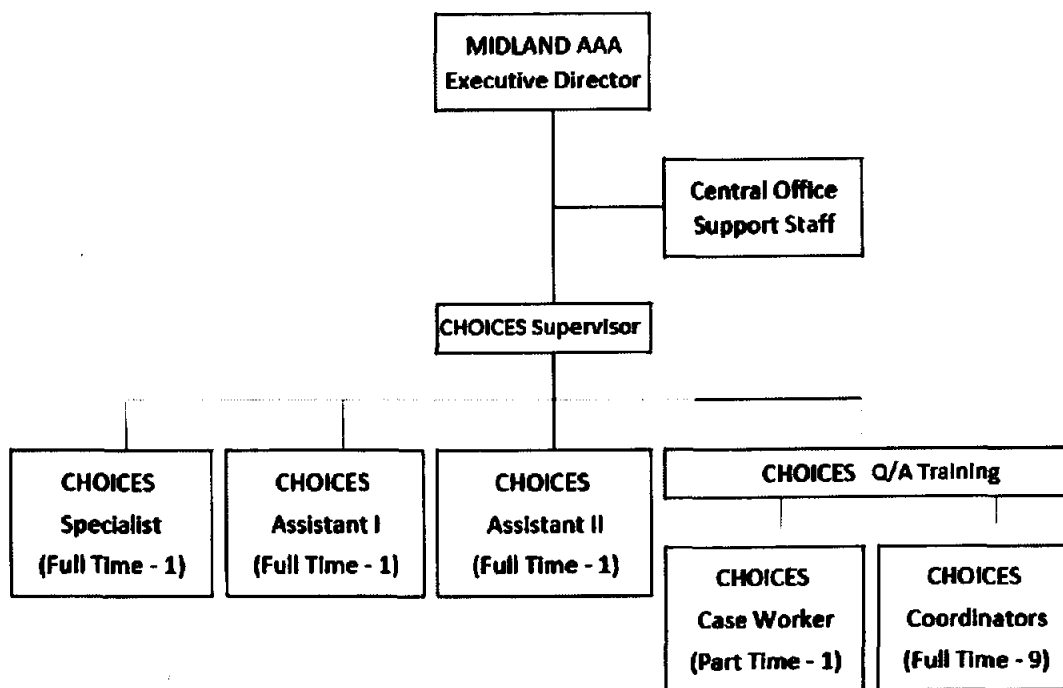 MIDLAND AAA
Executive Director
Central Office
Support Staff
CHOICES Supervisor
CHOICES
Specialist
(Full Time - 1)
CHOICES
Assistant I
(Full Time - 1)
CHOICES
Assistant II
(Full Time - 1)
CHOICES Q/A Training
CHOICES
Case Worker
(Part Time - 1)
CHOICES
Coordinators
(Full Time - 9)